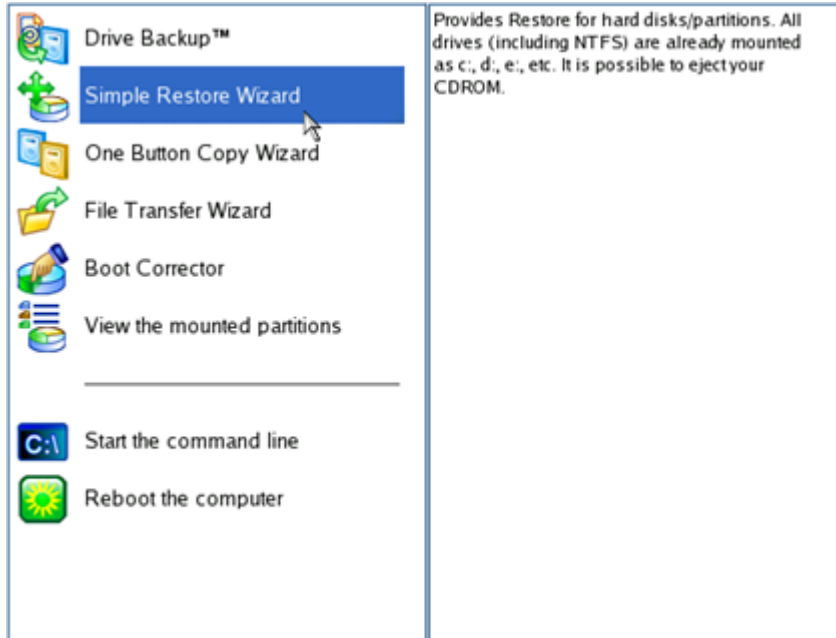 Drive Backup™
Simple Restore Wizard
One Button Copy Wizard
File Transfer Wizard
Boot Corrector
View the mounted partitions
C:\
Start the command line
Reboot the computer
Provides Restore for hard disks/partitions. All
drives (including NTFS) are already mounted
as c:, d:, e:, etc. It is possible to eject your
CDROM.